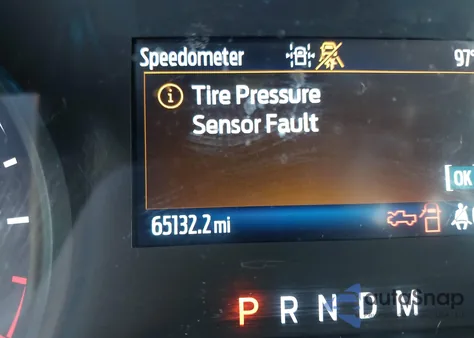 Speedometer
97°
Tire Pressure
Sensor Fault
OK
65132.2 mi
P R N D M
autoSnap